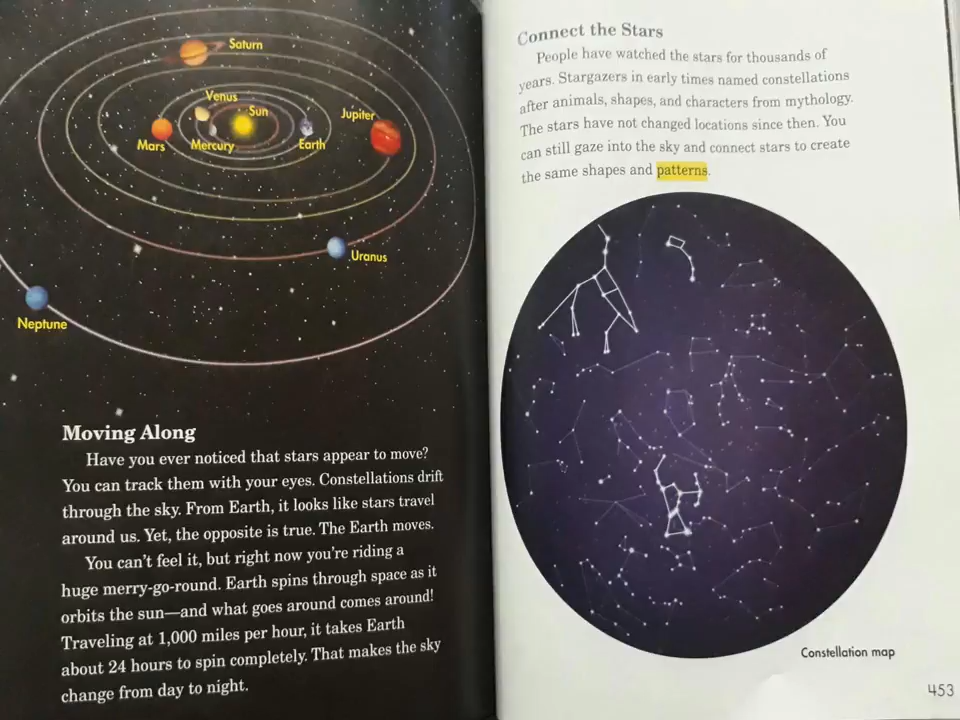 Saturn
Venus
Sun
Jupiter
Mars
Mercury
Earth
Uranus
Neptune
Moving Along
Have you ever noticed that stars appear to move?
You can track them with your eyes. Constellations drift
through the sky. From Earth, it looks like stars travel
around us. Yet, the opposite is true. The Earth moves.
You can't feel it, but right now you're riding a
huge merry-go-round. Earth spins through space as it
orbits the sun—and what goes around comes around!
Traveling at 1,000 miles per hour, it takes Earth
about 24 hours to spin completely. That makes the sky
change from day to night.
Connect the Stars
People have watched the stars for thousands of
years. Stargazers in early times named constellations
after animals, shapes, and characters from mythology.
The stars have not changed locations since then. You
can still gaze into the sky and connect stars to create
the same shapes and patterns.
Constellation map
453